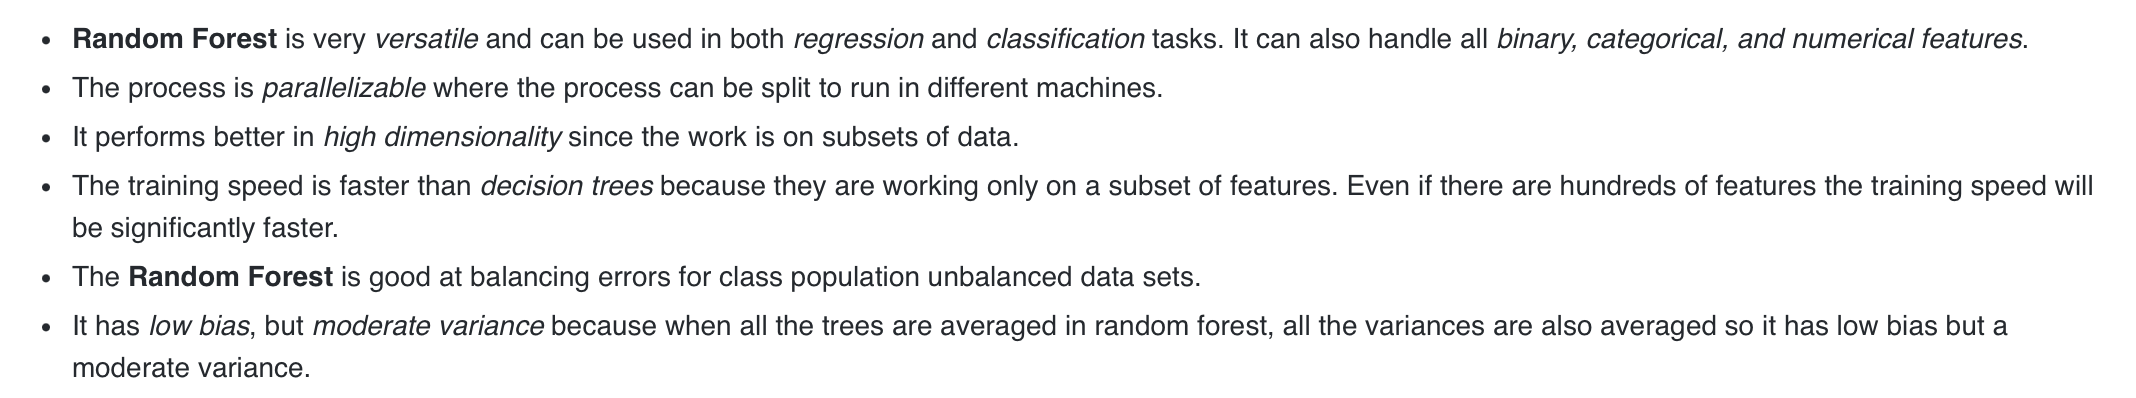 • Random Forest is very versatile and can be used in both regression and classification tasks. It can also handle all binary, categorical, and numerical features.
• The process is parallelizable where the process can be split to run in different machines.
• It performs better in high dimensionality since the work is on subsets of data.
• The training speed is faster than decision trees because they are working only on a subset of features. Even if there are hundreds of features the training speed will
be significantly faster.
• The Random Forest is good at balancing errors for class population unbalanced data sets.
• It has low bias, but moderate variance because when all the trees are averaged in random forest, all the variances are also averaged so it has low bias but a
moderate variance.